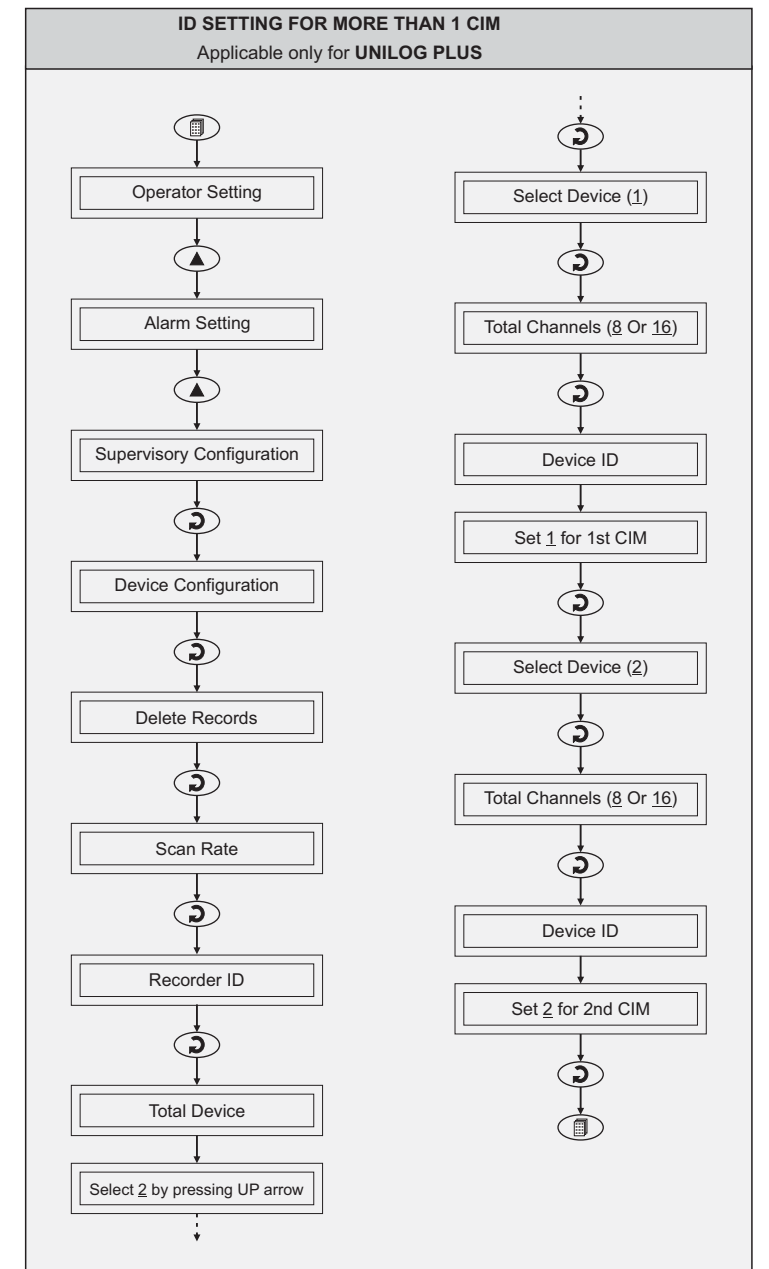 ID SETTING FOR MORE THAN 1 CIM
Applicable only for UNILOG PLUS
Operator Setting
Alarm Setting
Supervisory Configuration
Device Configuration
Delete Records
Scan Rate
Recorder ID
Total Device
Select 2 by pressing UP arrow
Select Device (1)
Total Channels (8 Or 16)
Device ID
Set 1 for 1st CIM
Select Device (2)
Total Channels (8 Or 16)
Device ID
Set 2 for 2nd CIM